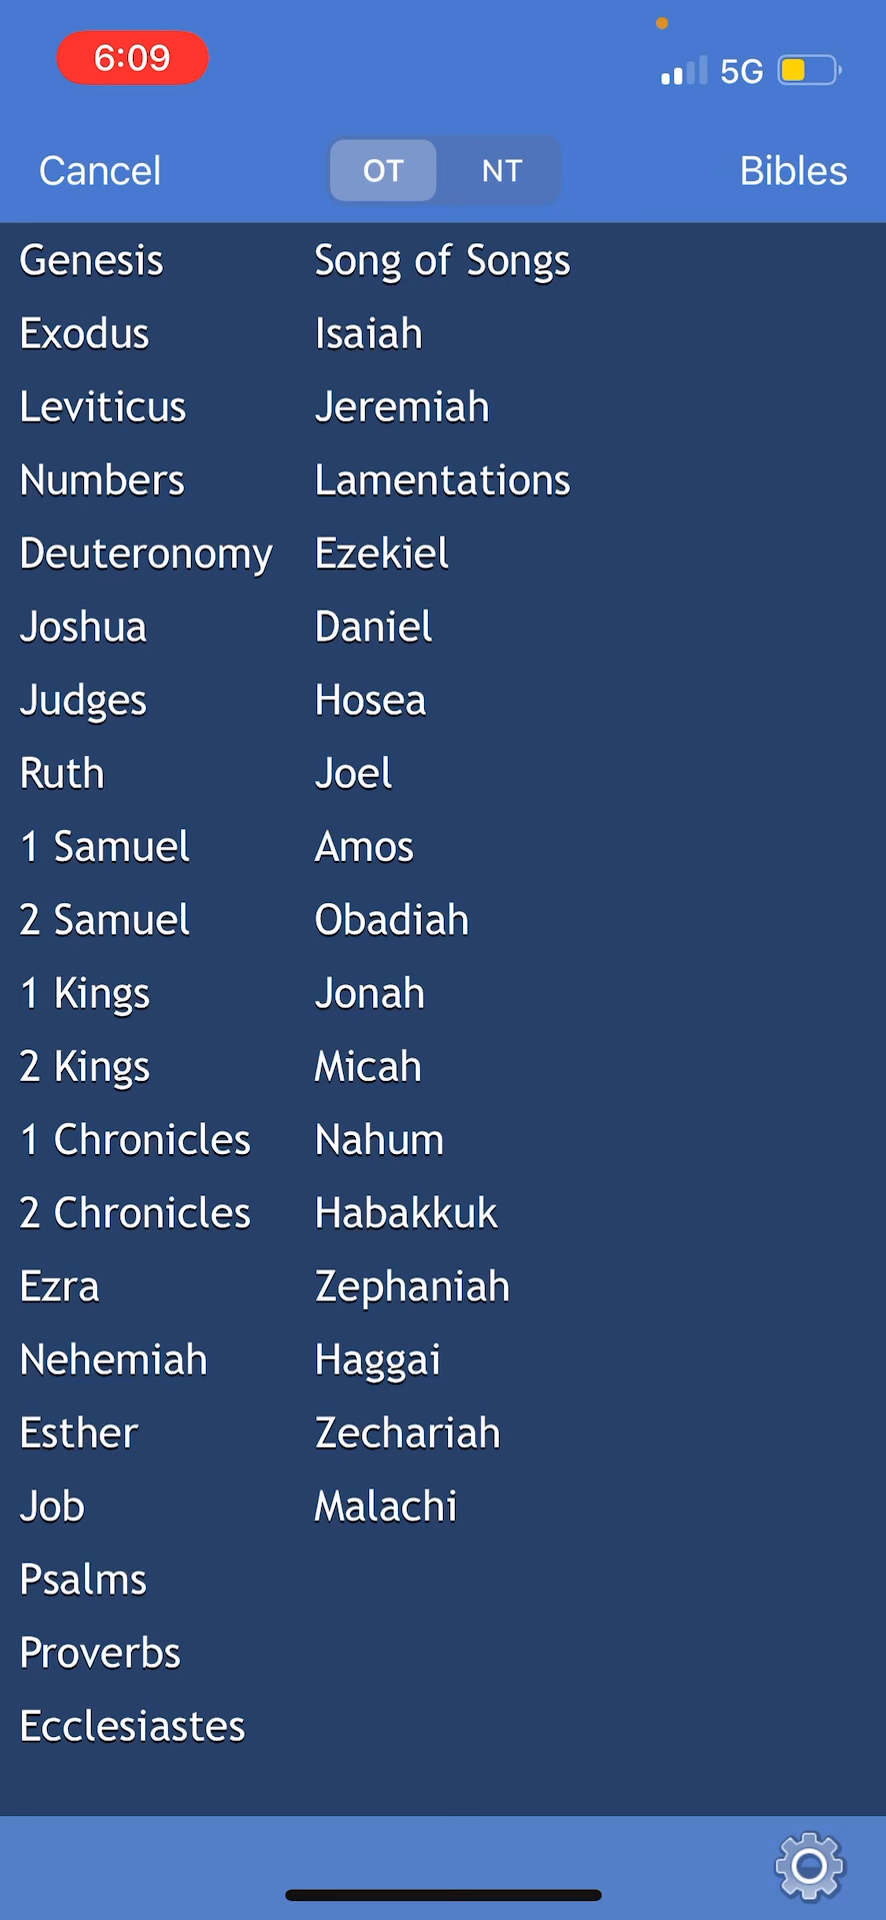 6:09
5G
Cancel
OT
NT
Bibles
Genesis
Exodus
Leviticus
Numbers
Deuteronomy
Joshua
Judges
Ruth
1 Samuel
2 Samuel
1 Kings
2 Kings
1 Chronicles
2 Chronicles
Ezra
Nehemiah
Esther
Job
Psalms
Proverbs
Ecclesiastes
Song of Songs
Isaiah
Jeremiah
Lamentations
Ezekiel
Daniel
Hosea
Joel
Amos
Obadiah
Jonah
Micah
Nahum
Habakkuk
Zephaniah
Haggai
Zechariah
Malachi